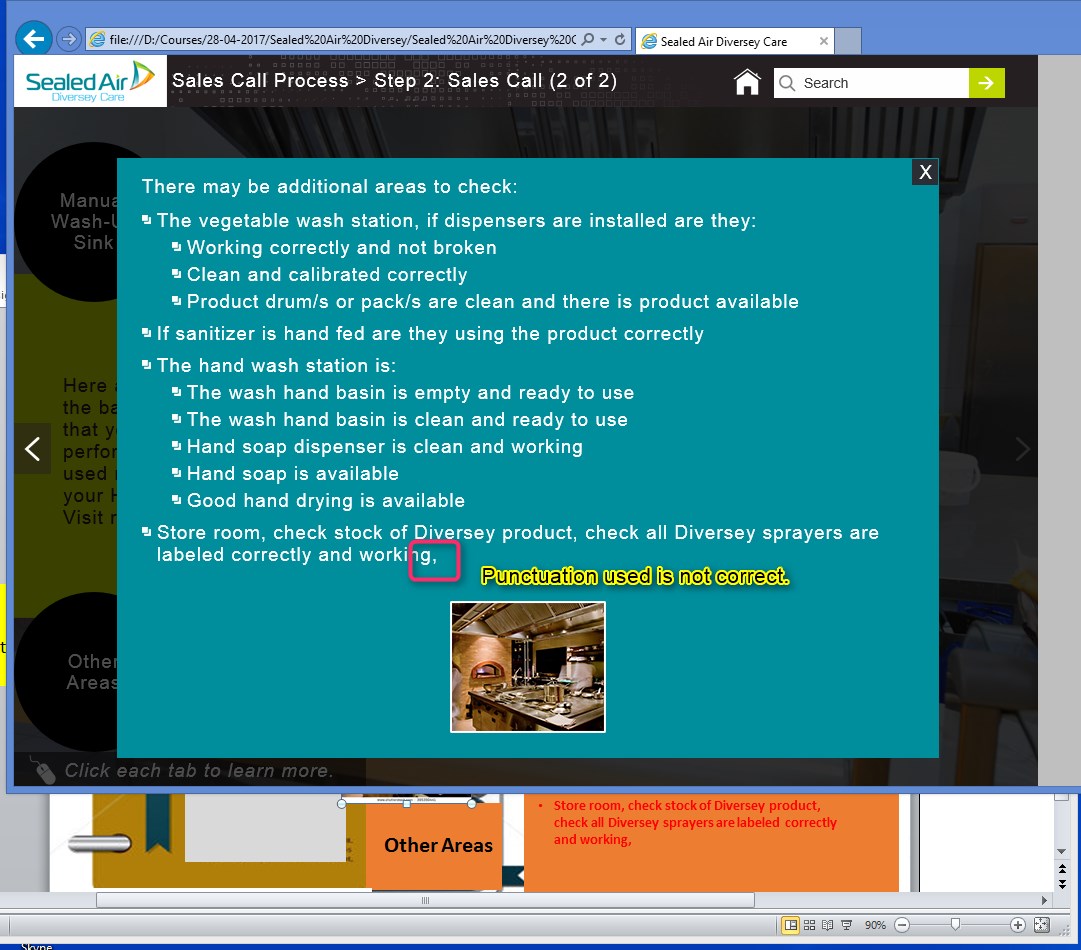 file:///D:/Courses/28-04-2017/Sealed%20Air%20Diversey/Sealed%20Air%20Diversey%20C
Sealed Air Diversey Care
Sealed Air
Diversey Care
Sales Call Process > Step 2: Sales Call (2 of 2)
Search
X
Manua
Wash-U
Sink
There may be additional areas to check:
The vegetable wash station, if dispensers are installed are they:
Working correctly and not broken
Clean and calibrated correctly
Product drum/s or pack/s are clean and there is product available
If sanitizer is hand fed are they using the product correctly
The hand wash station is:
The wash hand basin is empty and ready to use
The wash hand basin is clean and ready to use
Hand soap dispenser is clean and working
Hand soap is available
Good hand drying is available
Store room, check stock of Diversey product, check all Diversey sprayers are
labeled correctly and working,
Punctuation used is not correct.
Here
the ba
that y
perfor
used
your H
Visit
Other
Areas
Click each tab to learn more.
Other Areas
• Store room, check stock of Diversey product,
check all Diversey sprayers are labeled correctly
and working,
90%
Skype